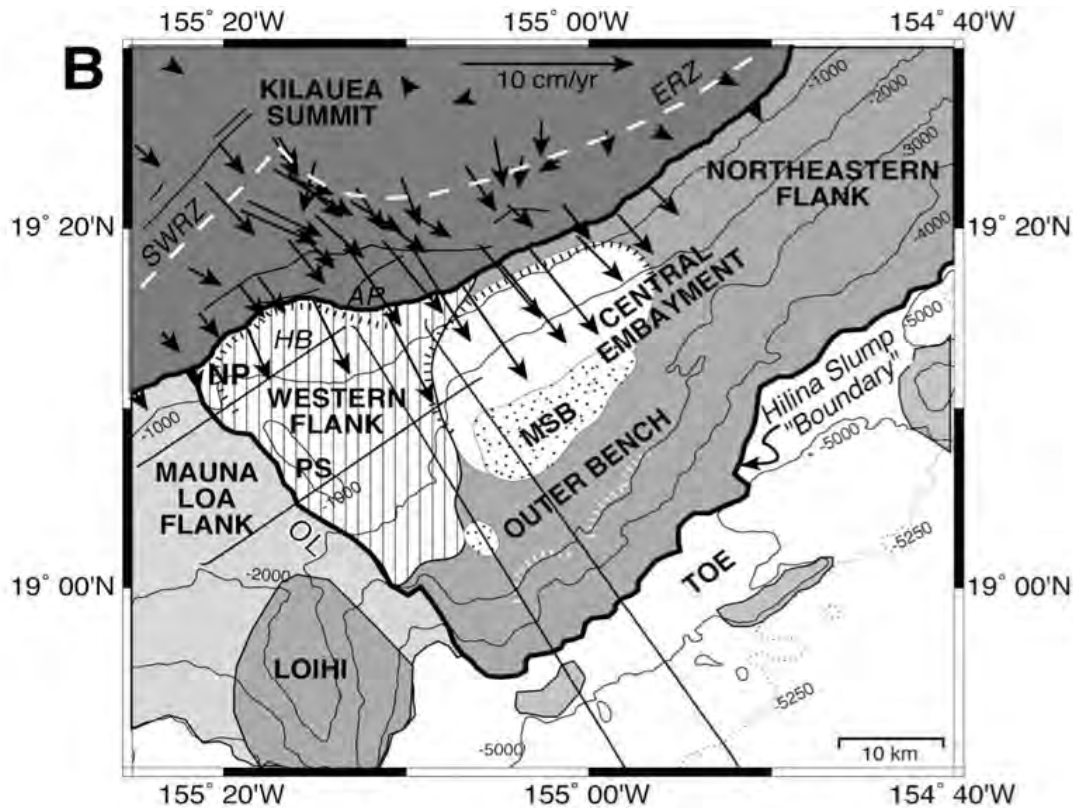 155° 20'W
155° 00'W
154° 40'W
B
10 cm/yr
KILAUEA
SUMMIT
ERZ
-1000
-2000
-3000
NORTHEASTERN
FLANK
19° 20'N
19° 20'N
SWRZ
-4000
CENTRAL
EMBAYMENT
AP
HB
-5000
NP
WESTERN
FLANK
Hilina Slump
"Boundary"
-1000
MSB
-5000
MAUNA
LOA
FLANK
PS
-1000
OUTER BENCH
OL
-5250
19° 00'N
TOE
19° 00'N
-2000
LOIHI
-5250
-5000
10 km
155° 20'W
155° 00'W
154° 40'W